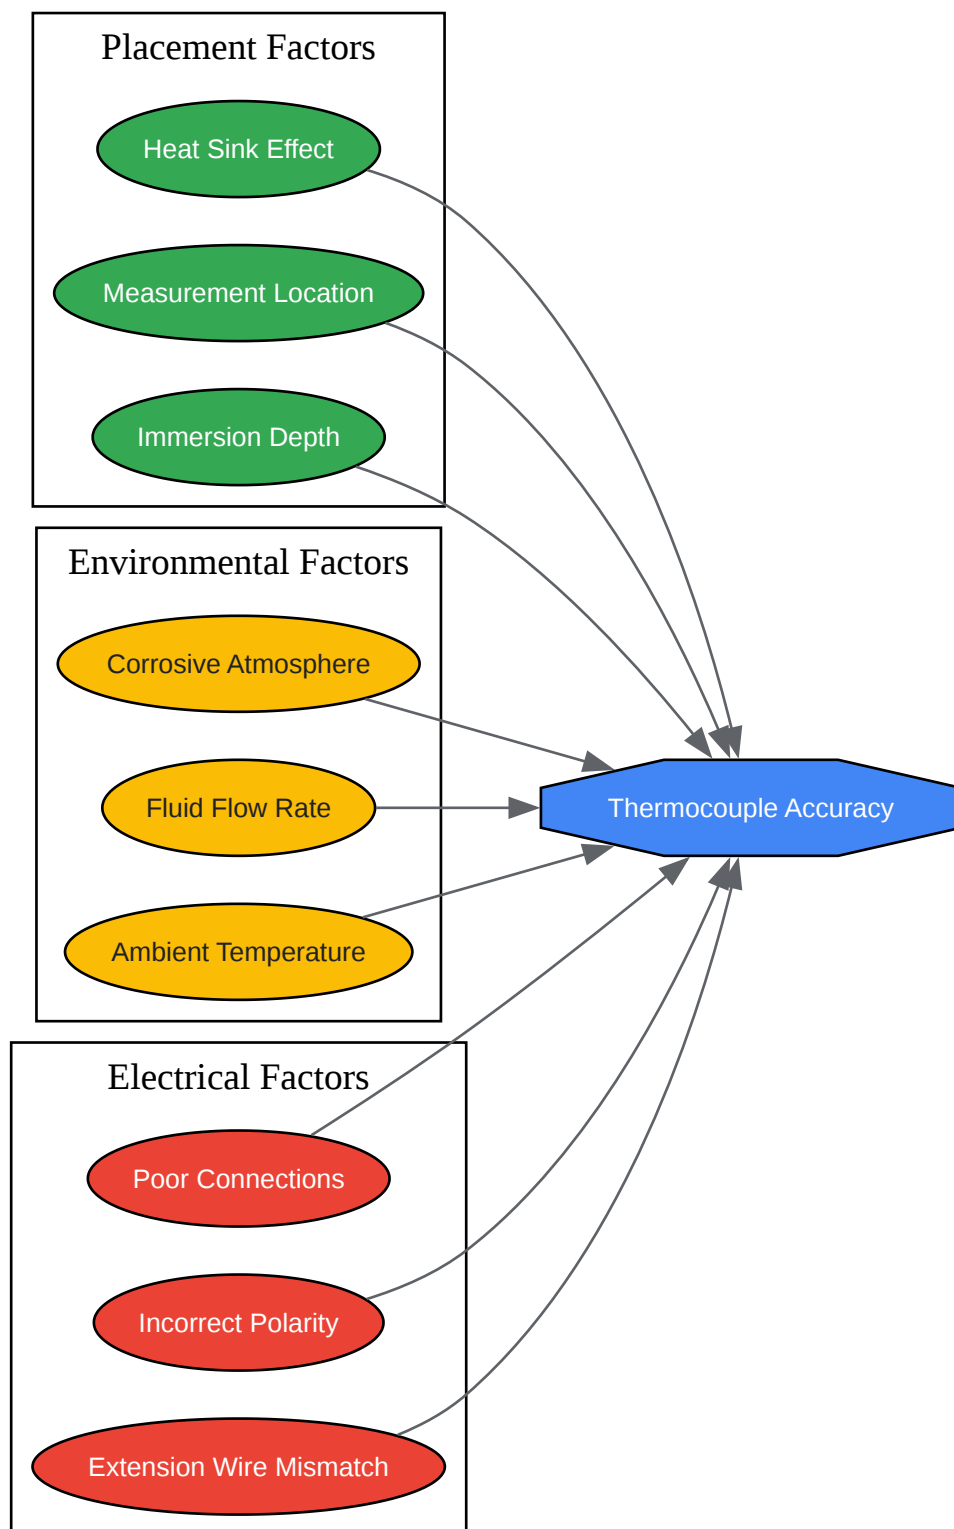 Placement Factors
Heat Sink Effect
Measurement Location
Immersion Depth
Environmental Factors
Corrosive Atmosphere
Fluid Flow Rate
Thermocouple Accuracy
Ambient Temperature
Electrical Factors
Poor Connections
Incorrect Polarity
Extension Wire Mismatch